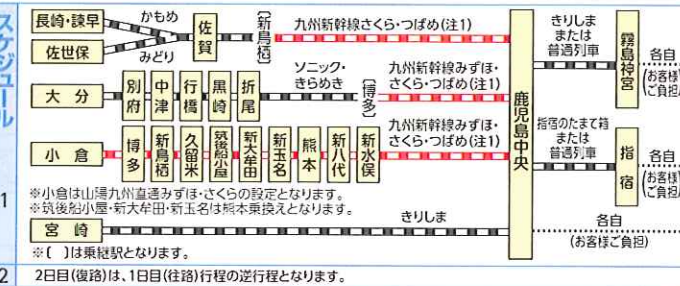 スケジュール
1
長崎・諫早
かもめ
佐世保
みどり
佐賀
〔新鳥栖〕
九州新幹線さくら・つばめ(注1)
大分
別府
中津
行橋
黒崎
折尾
ソニック・
きらめき
〔博多〕
九州新幹線みずほ・
さくら・つばめ(注1)
小倉
博多
新鳥栖
久留米
筑後船小屋
新大牟田
新玉名
熊本
新八代
新水俣
九州新幹線みずほ・
さくら・つばめ(注1)
※小倉は山陽九州直通みずほ・さくらの設定となります。
※筑後船小屋・新大牟田・新玉名は熊本乗換えとなります。
宮崎
きりしま
※〔 〕は乗継駅となります。
鹿児島中央
きりしま
または
普通列車
霧島神宮
各自
(お客様
ご負担)
指宿のたまて箱
または
普通列車
指宿
各自
(お客様
ご負担)
各自
(お客様ご負担)
2
2日目(復路)は、1日目(往路)行程の逆行程となります。